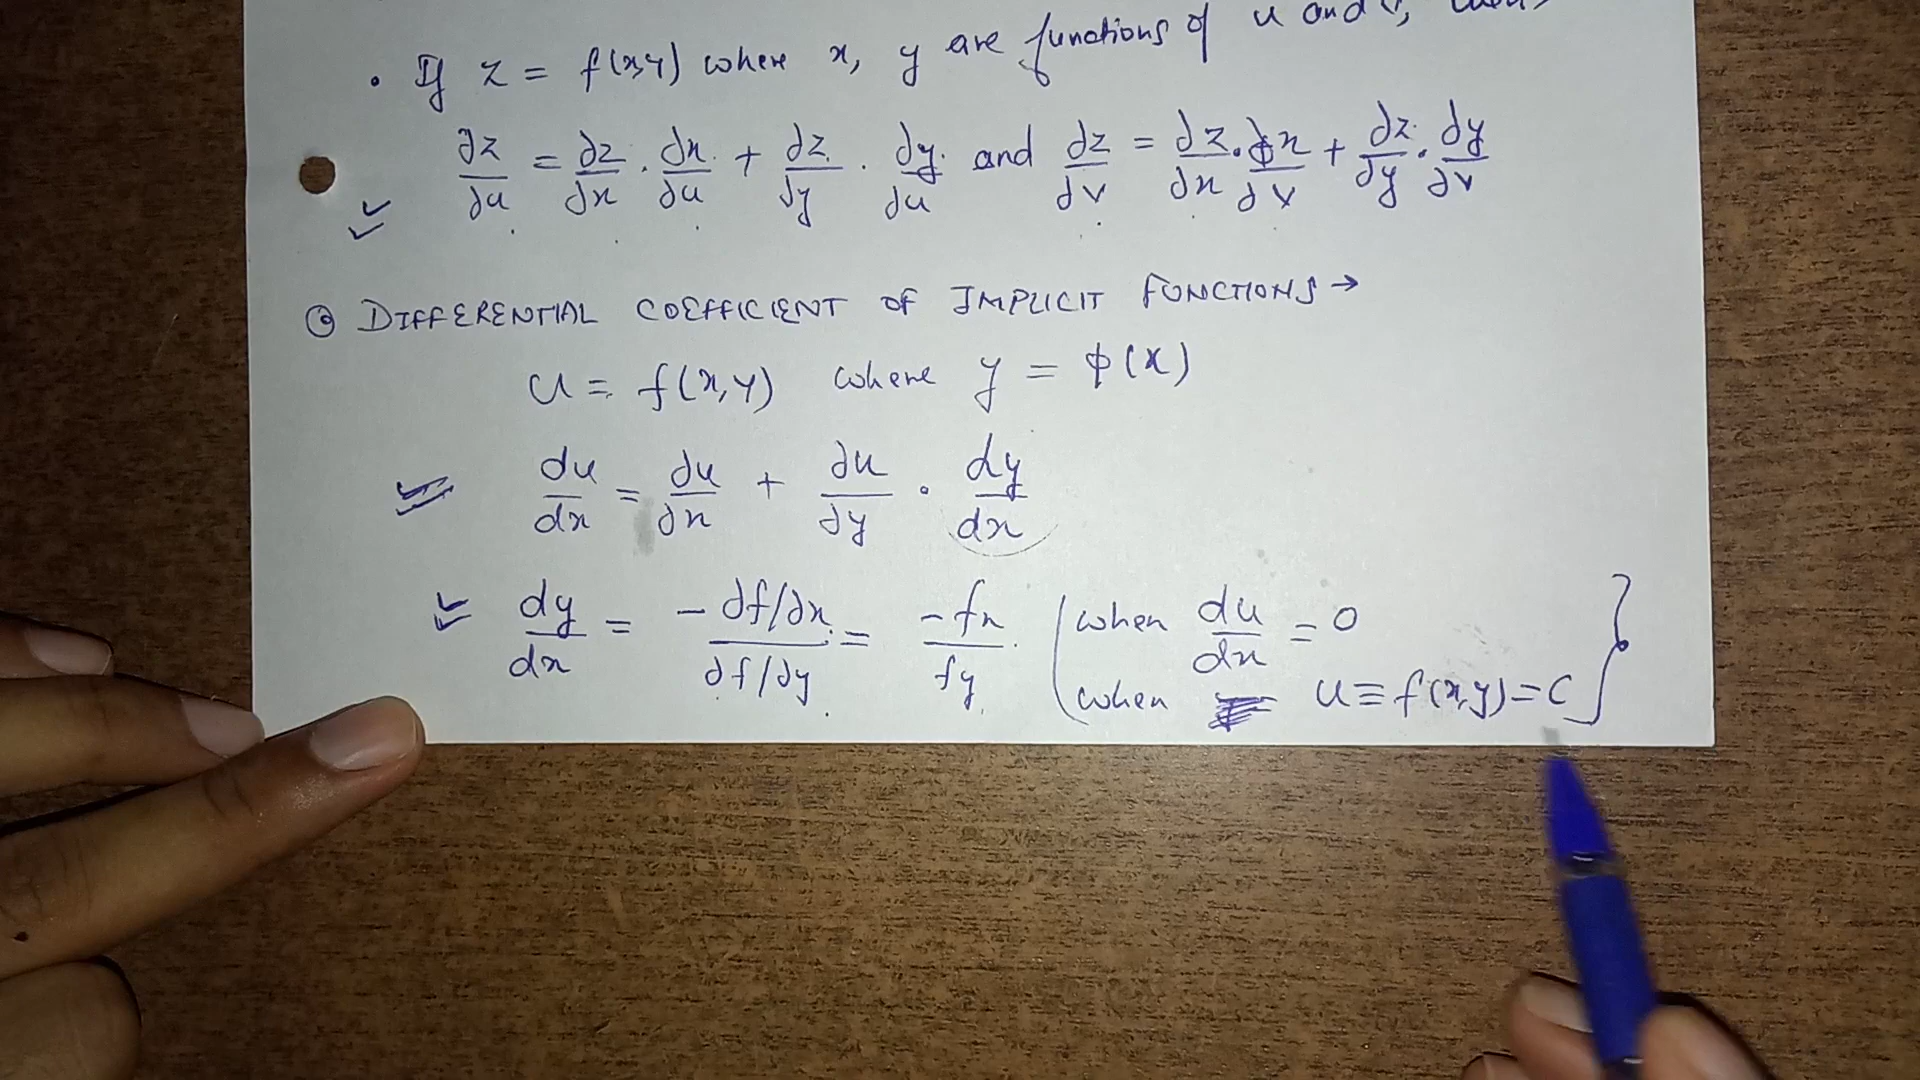 • If z = f(x,y) where x, y are functions of u and v,
∂z/∂u = ∂z/∂x . ∂x/∂u + ∂z/∂y . ∂y/∂u and ∂z/∂v = ∂z/∂x . ∂x/∂v + ∂z/∂y . ∂y/∂v
DIFFERENTIAL COEFFICIENT OF IMPLICIT FUNCTIONS →
u = f(x,y) where y = φ(x)
du/dx = ∂u/∂x + ∂u/∂y . dy/dx
dy/dx = -∂f/∂x / ∂f/∂y = -fx/fy (when du/dx = 0
when u ≡ f(x,y) = C }